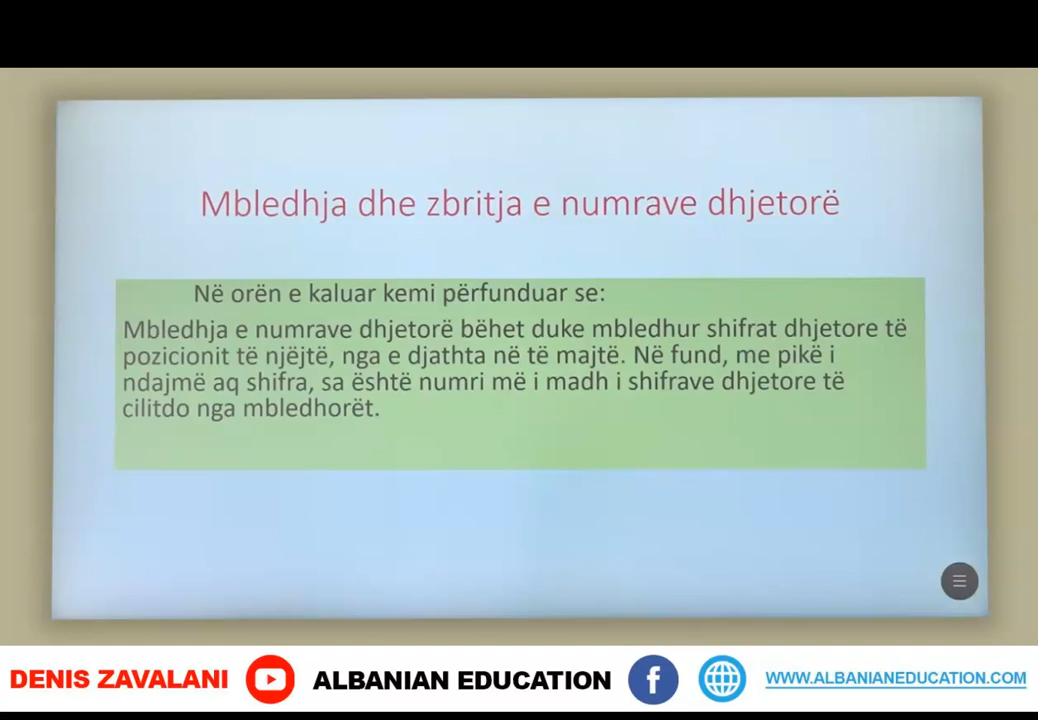 Mbledhja dhe zbritja e numrave dhjetorë
Në orën e kaluar kemi përfunduar se:
Mbledhja e numrave dhjetorë bëhet duke mbledhur shifrat dhjetore të
pozicionit të njëjtë, nga e djathta në të majtë. Në fund, me pikë i
ndajmë aq shifra, sa është numri më i madh i shifrave dhjetore të
cilitdo nga mbledhorët.
DENIS ZAVALANI ALBANIAN EDUCATION f WWW.ALBANIANEDUCATION.COM